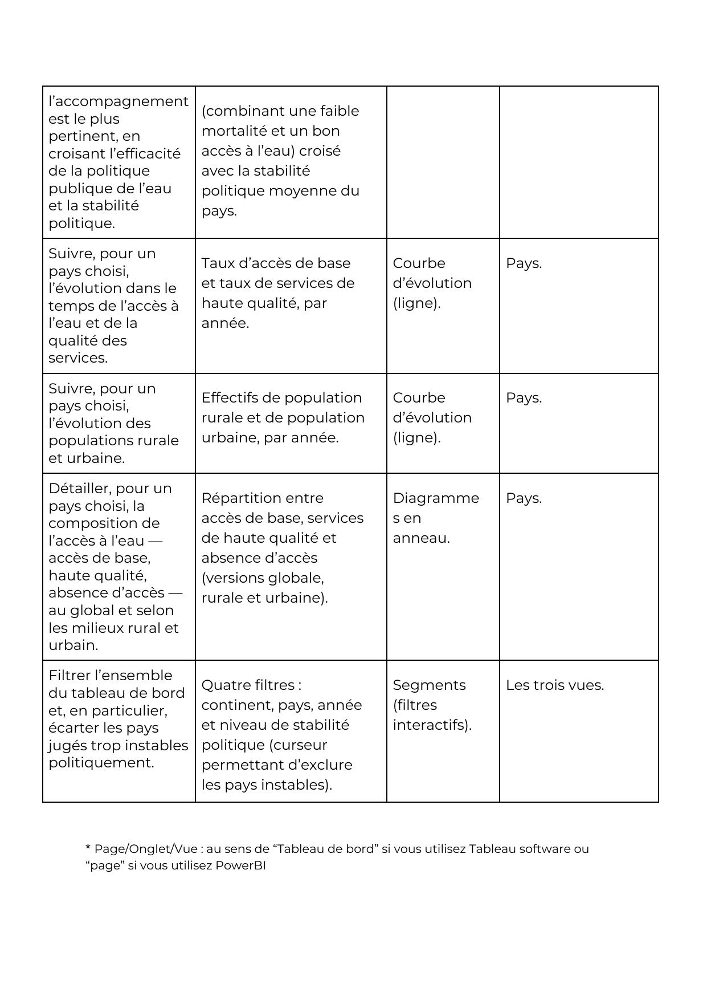 l’accompagnement
est le plus
pertinent, en
croisant l’efficacité
de la politique
publique de l’eau
et la stabilité
politique.
(combinant une faible
mortalité et un bon
accès à l’eau) croisé
avec la stabilité
politique moyenne du
pays.
Suivre, pour un
pays choisi,
l’évolution dans le
temps de l’accès à
l’eau et de la
qualité des
services.
Taux d’accès de base
et taux de services de
haute qualité, par
année.
Courbe
d’évolution
(ligne).
Pays.
Suivre, pour un
pays choisi,
l’évolution des
populations rurale
et urbaine.
Effectifs de population
rurale et de population
urbaine, par année.
Courbe
d’évolution
(ligne).
Pays.
Détailler, pour un
pays choisi, la
composition de
l’accès à l’eau —
accès de base,
haute qualité,
absence d’accès —
au global et selon
les milieux rural et
urbain.
Répartition entre
accès de base, services
de haute qualité et
absence d’accès
(versions globale,
rurale et urbaine).
Diagramme
s en
anneau.
Pays.
Filtrer l’ensemble
du tableau de bord
et, en particulier,
écarter les pays
jugés trop instables
politiquement.
Quatre filtres :
continent, pays, année
et niveau de stabilité
politique (curseur
permettant d’exclure
les pays instables).
Segments
(filtres
interactifs).
Les trois vues.
* Page/Onglet/Vue : au sens de “Tableau de bord” si vous utilisez Tableau software ou
“page” si vous utilisez PowerBI